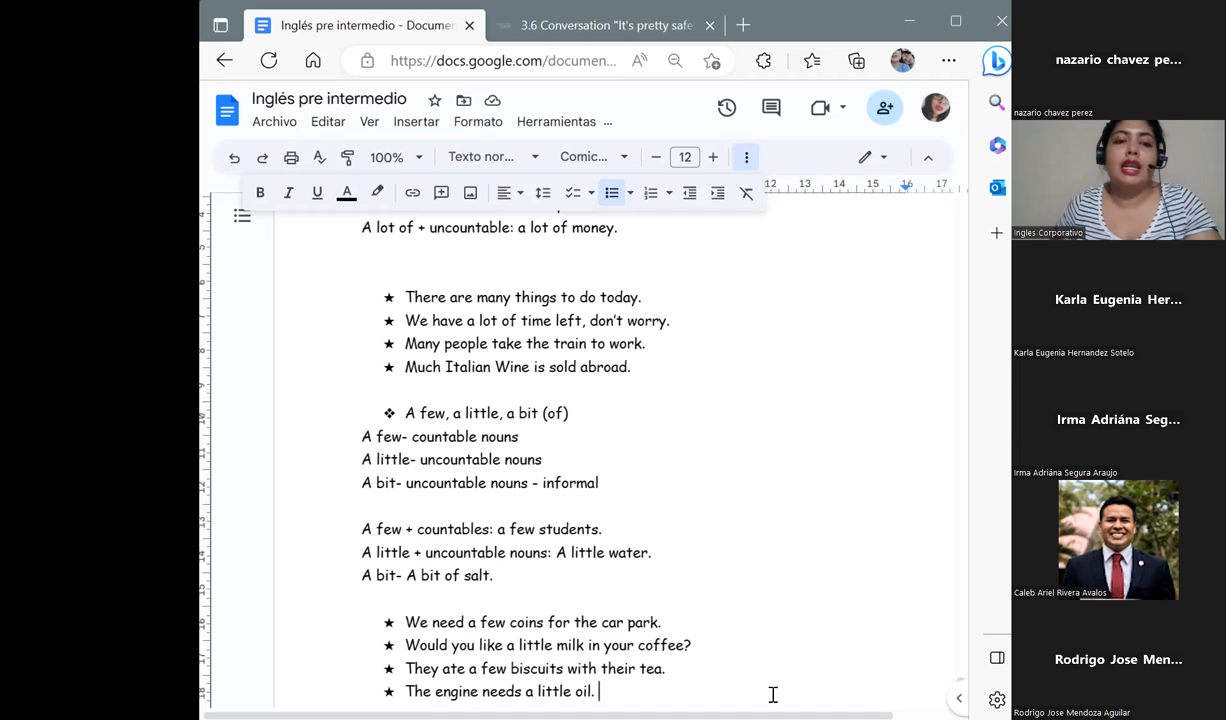 Inglés pre intermedio - Documen
3.6 Conversation "It's pretty safe
https://docs.google.com/documen...
Inglés pre intermedio
Archivo Editar Ver Insertar Formato Herramientas ...
100% Texto nor... Comic... 12
12 13 14 15 16 17
A lot of + uncountable: a lot of money.
★ There are many things to do today.
★ We have a lot of time left, don't worry.
★ Many people take the train to work.
★ Much Italian Wine is sold abroad.
❖ A few, a little, a bit (of)
A few- countable nouns
A little- uncountable nouns
A bit- uncountable nouns - informal
A few + countables: a few students.
A little + uncountable nouns: A little water.
A bit- A bit of salt.
★ We need a few coins for the car park.
★ Would you like a little milk in your coffee?
★ They ate a few biscuits with their tea.
★ The engine needs a little oil.
nazario chavez pe...
nazario chavez perez
Ingles Corporativo
Karla Eugenia Her...
Karla Eugenia Hernandez Sotelo
Irma Adriána Seg...
Irma Adriána Segura Araujo
Caleb Ariel Rivera Avalos
Rodrigo Jose Men...
Rodrigo Jose Mendoza Aguilar